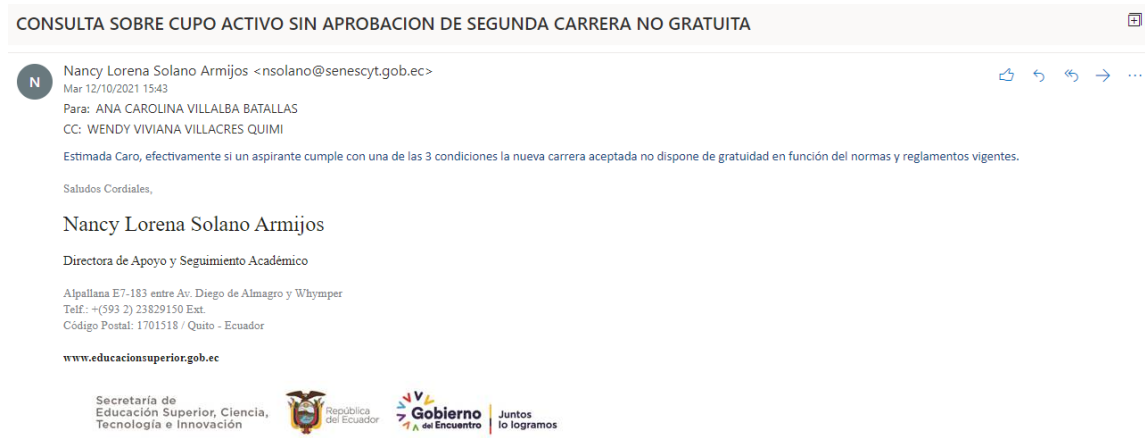 CONSULTA SOBRE CUPO ACTIVO SIN APROBACION DE SEGUNDA CARRERA NO GRATUITA
N
Nancy Lorena Solano Armijos <nsolano@senescyt.gob.ec>
Mar 12/10/2021 15:43
Para: ANA CAROLINA VILLALBA BATALLAS
CC: WENDY VIVIANA VILLACRES QUIMI
Estimada Caro, efectivamente si un aspirante cumple con una de las 3 condiciones la nueva carrera aceptada no dispone de gratuidad en función del normas y reglamentos vigentes.
Saludos Cordiales,
Nancy Lorena Solano Armijos
Directora de Apoyo y Seguimiento Académico
Alpallana E7-183 entre Av. Diego de Almagro y Whymper
Telf.: +(593 2) 23829150 Ext.
Código Postal: 1701518 / Quito - Ecuador
www.educacionsuperior.gob.ec
Secretaría de
Educación Superior, Ciencia,
Tecnología e Innovación
República
del Ecuador
Gobierno
del Encuentro
Juntos
lo logramos